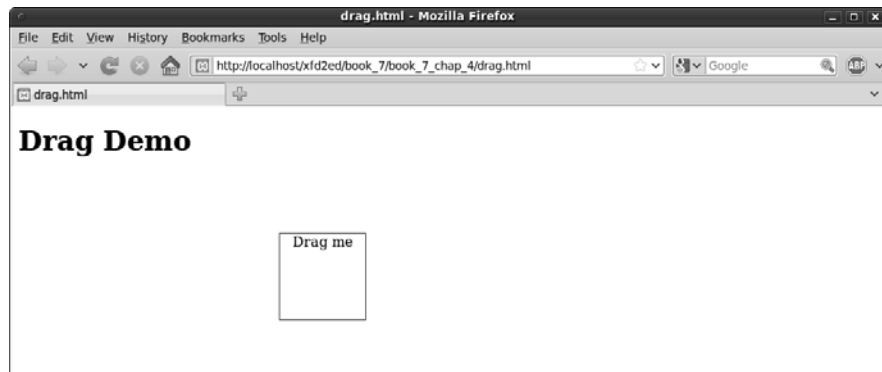 drag.html - Mozilla Firefox
File Edit View History Bookmarks Tools Help
http://localhost/xfd2ed/book_7/book_7_chap_4/drag.html Google ABP
drag.html
Drag Demo
Drag me